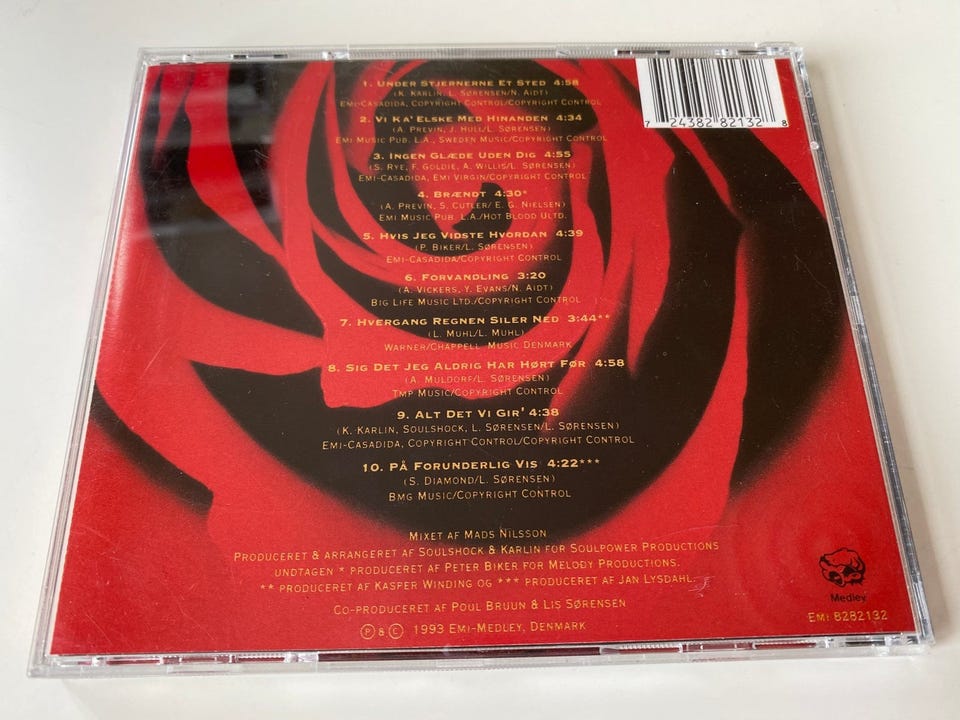 1. Under Stjernerne Et Sted 4:58
(K. Karlin, L. Sørensen/N. Aidt)
Emi-Casadida, Copyright Control/Copyright Control
2. Vi Ka' Elske Med Hinanden 4:34
(A. Previn, J. Hull/L. Sørensen)
Emi Music Pub. L.A., Sweden Music/Copyright Control
3. Ingen Glæde Uden Dig 4:55
(S. Rye, F. Goldie, A. Willis/L. Sørensen)
Emi-Casadida, Emi Virgin/Copyright Control
4. Brændt 4:30*
(A. Previn, S. Cutler/ E. G. Nielsen)
Emi Music Pub. L.A./Hot Blood Ultd.
5. Hvis Jeg Vidste Hvordan 4:39
(P. Biker/L. Sørensen)
Emi-Casadida/Copyright Control
6. Forvandling 3:20
(A. Vickers, Y. Evans/N. Aidt)
Big Life Music Ltd./Copyright Control
7. Hvergang Regnen Siler Ned 3:44**
(L. Muhl/L. Muhl)
Warner/Chappell Music Denmark
8. Sig Det Jeg Aldrig Har Hørt Før 4:58
(A. Muldorf/L. Sørensen)
Tmp Music/Copyright Control
9. Alt Det Vi Gir' 4:38
(K. Karlin, Soulshock, L. Sørensen/L. Sørensen)
Emi-Casadida, Copyright Control/Copyright Control
10. På Forunderlig Vis 4:22***
(S. Diamond/L. Sørensen)
Bmg Music/Copyright Control
Mixet af Mads Nilsson
Produceret & arrangeret af Soulshock & Karlin for Soulpower Productions
undtagen * produceret af Peter Biker for Melody Productions.
** produceret af Kasper Winding og *** produceret af Jan Lysdahl.
Co-produceret af Poul Bruun & Lis Sørensen
Ⓟ & © 1993 Emi-Medley, Denmark
7 24382 82132 8
Medley
Emi 8282132